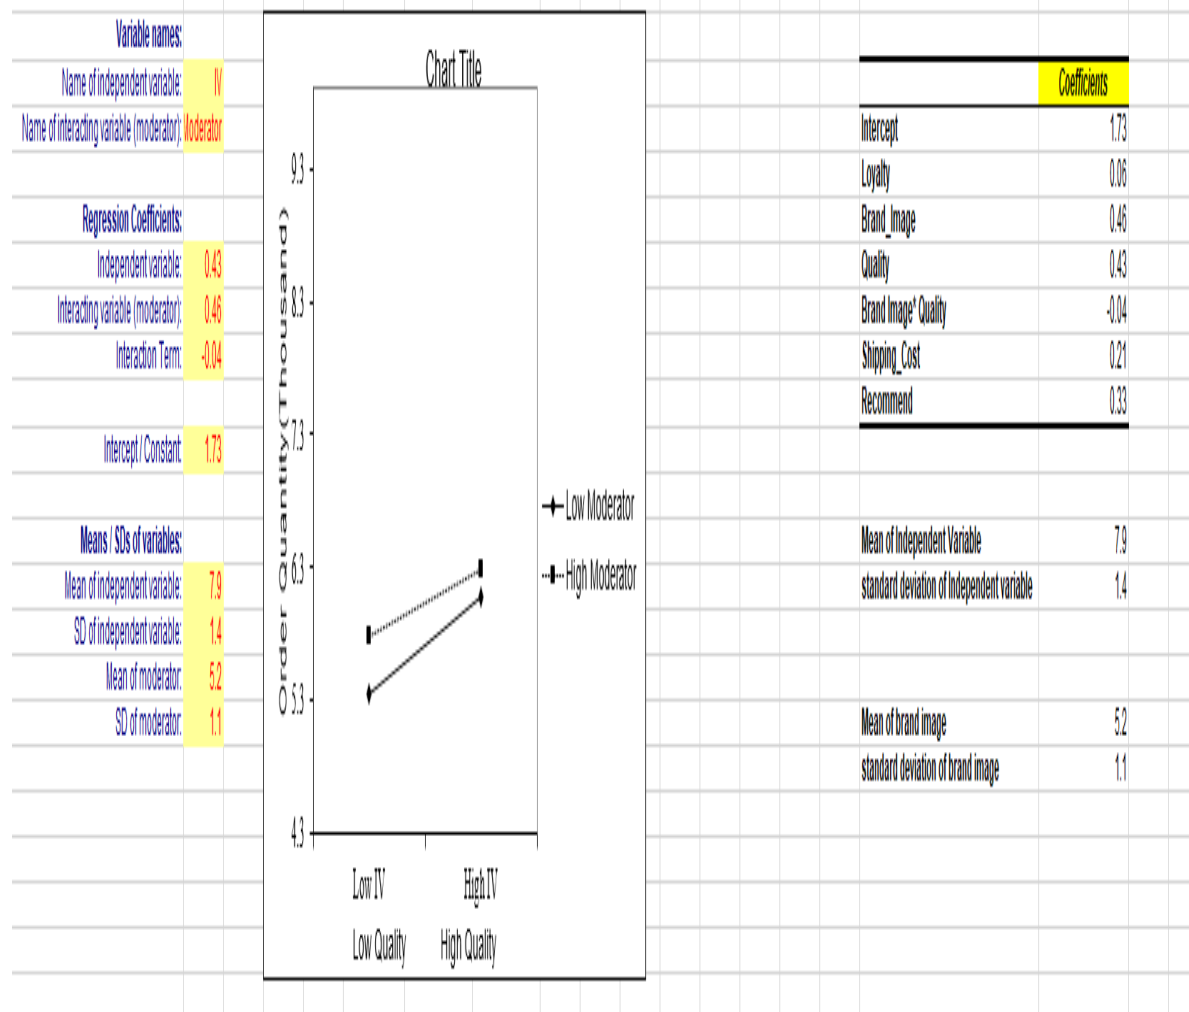 Variable names:
Name of independent variable: IV
Name of interacting variable (moderator): Moderator
Regression Coefficients:
Independent variable: 0.43
Interacting variable (moderator): 0.46
Interaction Term: -0.04
Intercept / Constant: 1.73
Means / SDs of variables:
Mean of independent variable: 7.9
SD of independent variable: 1.4
Mean of moderator: 5.2
SD of moderator: 1.1
Chart Title
Order Quantity(Thousand)
9.3
8.3
7.3
6.3
5.3
4.3
Low IV High IV
Low Quality High Quality
Low Moderator
High Moderator
Coefficients
Intercept 1.73
Loyalty 0.06
Brand_Image 0.46
Quality 0.43
Brand Image* Quality -0.04
Shipping_Cost 0.21
Recommend 0.33
Mean of Independent Variable 7.9
standard deviation of Independent variable 1.4
Mean of brand image 5.2
standard deviation of brand image 1.1